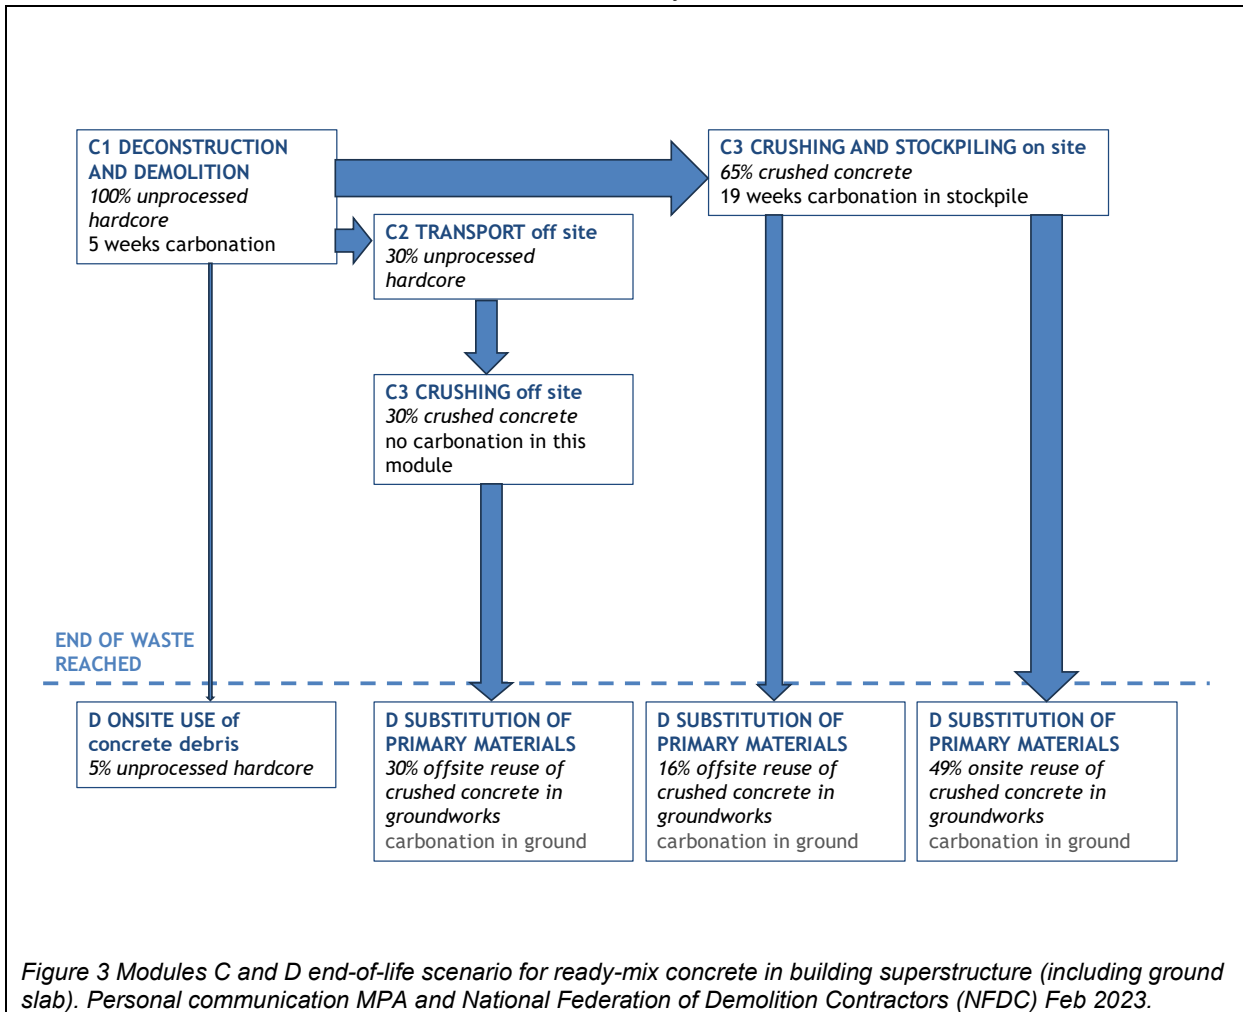 C1 DECONSTRUCTION
AND DEMOLITION
100% unprocessed
hardcore
5 weeks carbonation
C3 CRUSHING AND STOCKPILING on site
65% crushed concrete
19 weeks carbonation in stockpile
C2 TRANSPORT off site
30% unprocessed
hardcore
C3 CRUSHING off site
30% crushed concrete
no carbonation in this
module
END OF WASTE
REACHED
D ONSITE USE of
concrete debris
5% unprocessed hardcore
D SUBSTITUTION OF
PRIMARY MATERIALS
30% offsite reuse of
crushed concrete in
groundworks
carbonation in ground
D SUBSTITUTION OF
PRIMARY MATERIALS
16% offsite reuse of
crushed concrete in
groundworks
carbonation in ground
D SUBSTITUTION OF
PRIMARY MATERIALS
49% onsite reuse of
crushed concrete in
groundworks
carbonation in ground
Figure 3 Modules C and D end-of-life scenario for ready-mix concrete in building superstructure (including ground
slab). Personal communication MPA and National Federation of Demolition Contractors (NFDC) Feb 2023.